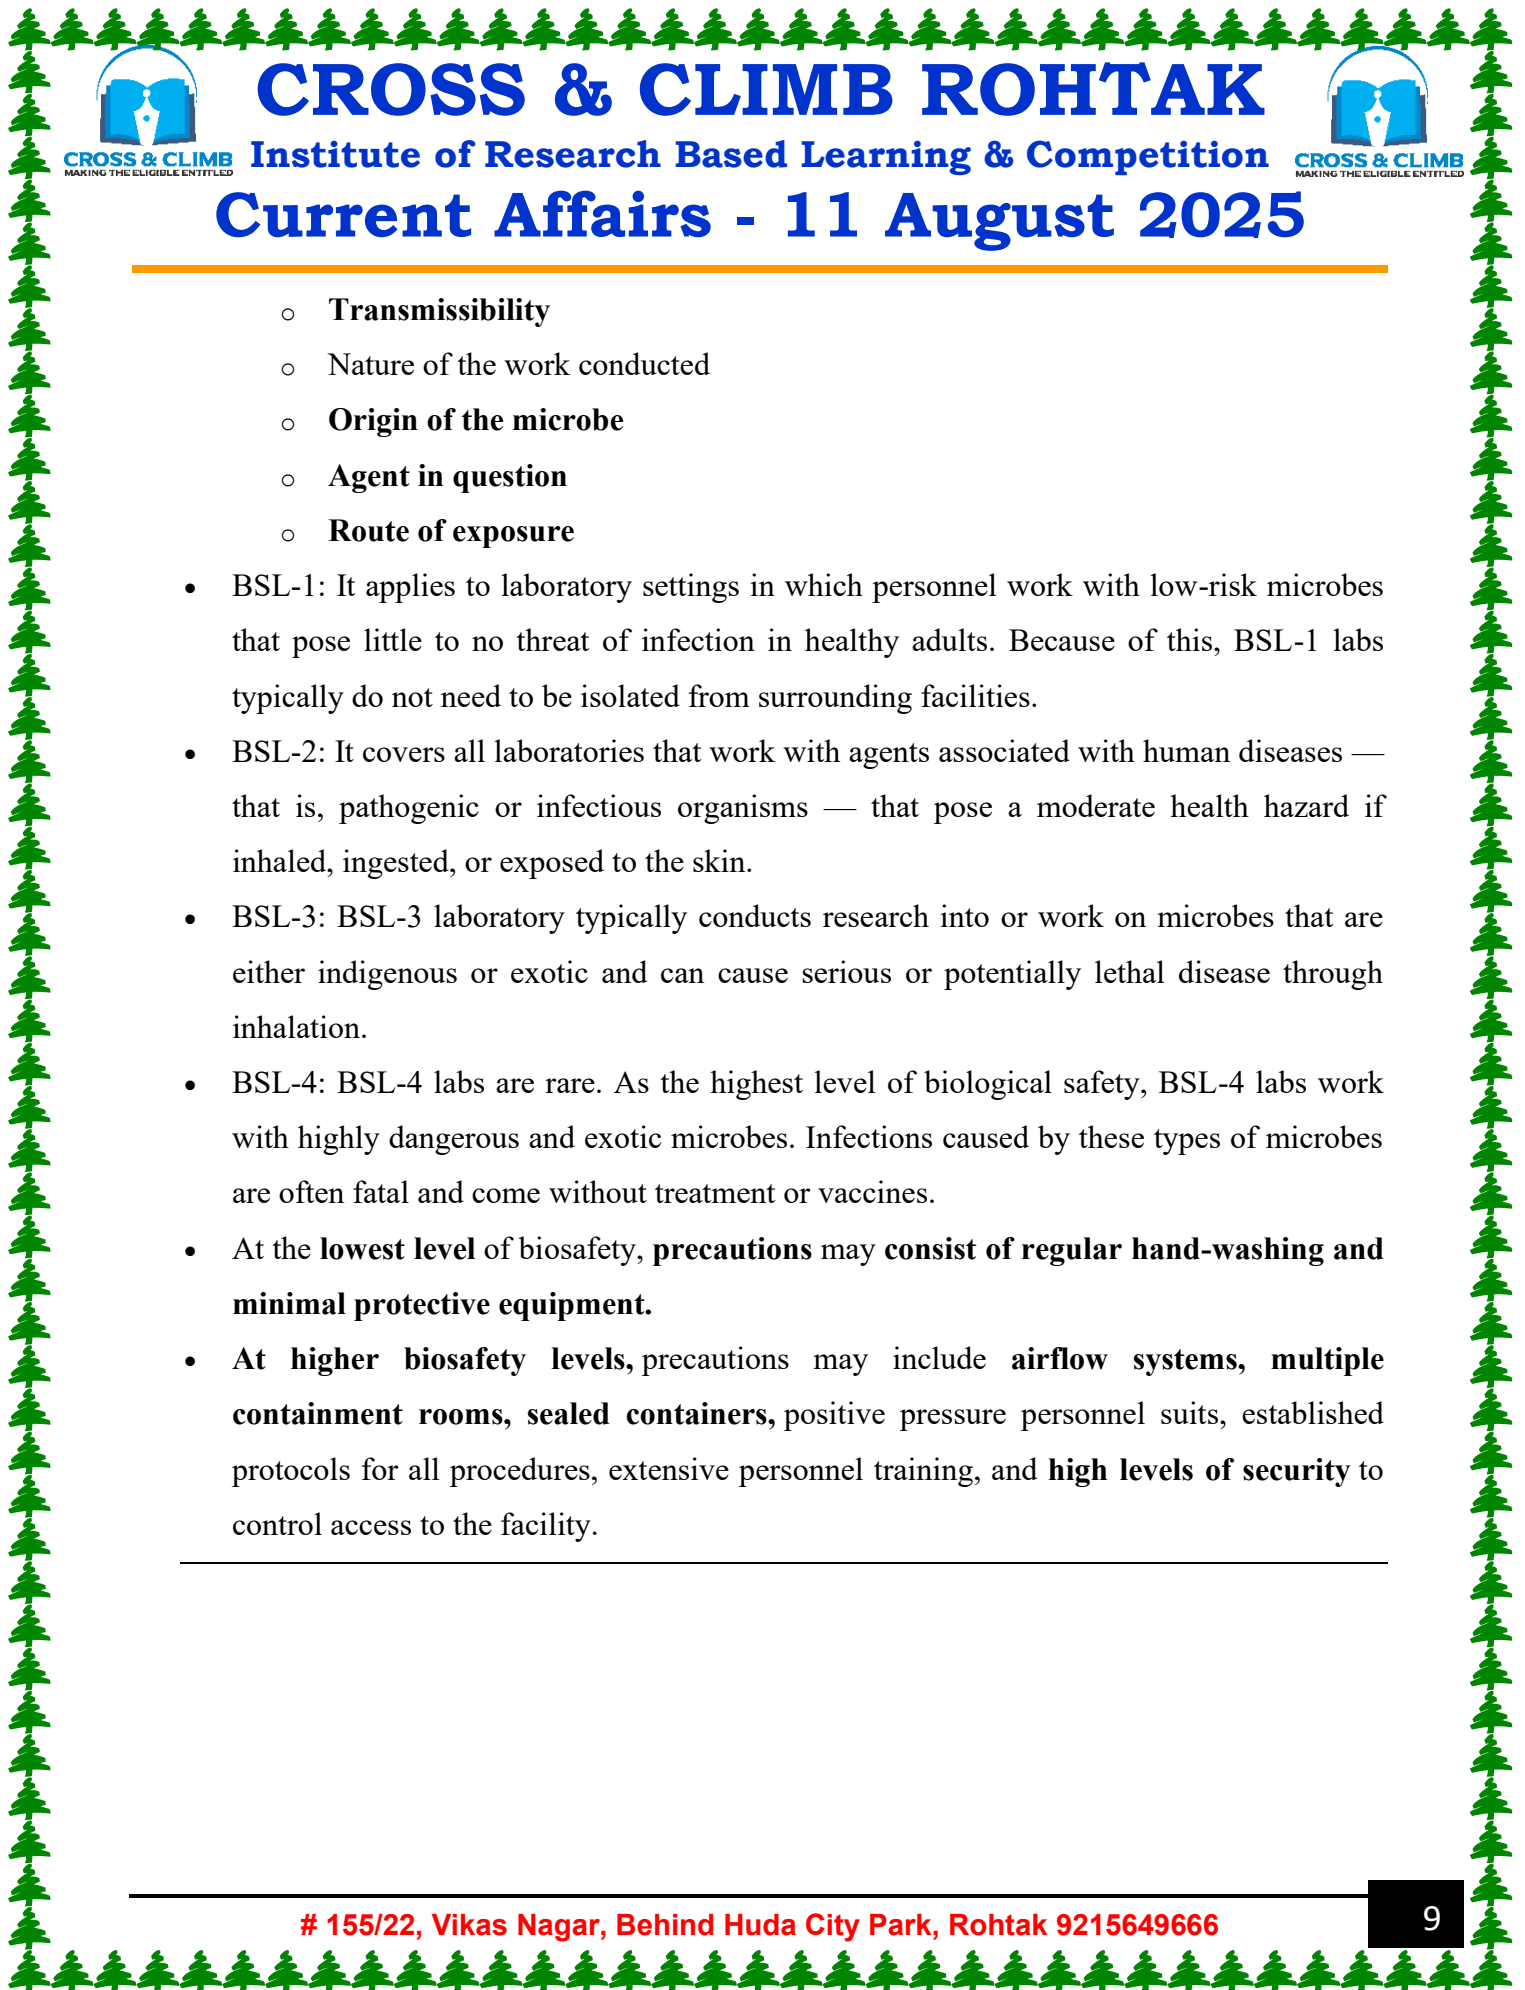 CROSS & CLIMB ROHTAK
CROSS & CLIMB
MAKING THE ELIGIBLE ENTITLED
Institute of Research Based Learning & Competition
CROSS & CLIMB
MAKING THE ELIGIBLE ENTITLED
Current Affairs - 11 August 2025
o Transmissibility
o Nature of the work conducted
o Origin of the microbe
o Agent in question
o Route of exposure
• BSL-1: It applies to laboratory settings in which personnel work with low-risk microbes
that pose little to no threat of infection in healthy adults. Because of this, BSL-1 labs
typically do not need to be isolated from surrounding facilities.
• BSL-2: It covers all laboratories that work with agents associated with human diseases —
that is, pathogenic or infectious organisms — that pose a moderate health hazard if
inhaled, ingested, or exposed to the skin.
• BSL-3: BSL-3 laboratory typically conducts research into or work on microbes that are
either indigenous or exotic and can cause serious or potentially lethal disease through
inhalation.
• BSL-4: BSL-4 labs are rare. As the highest level of biological safety, BSL-4 labs work
with highly dangerous and exotic microbes. Infections caused by these types of microbes
are often fatal and come without treatment or vaccines.
• At the lowest level of biosafety, precautions may consist of regular hand-washing and
minimal protective equipment.
• At higher biosafety levels, precautions may include airflow systems, multiple
containment rooms, sealed containers, positive pressure personnel suits, established
protocols for all procedures, extensive personnel training, and high levels of security to
control access to the facility.
# 155/22, Vikas Nagar, Behind Huda City Park, Rohtak 9215649666
9